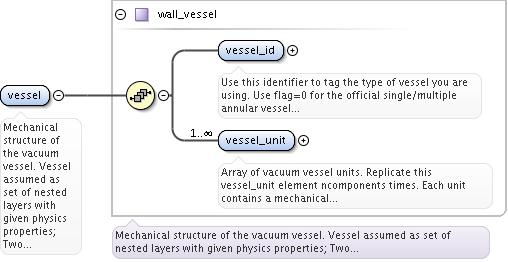 wall_vessel
vessel_id
Use this identifier to tag the type of vessel you are
using. Use flag=0 for the official single/multiple
annular vessel...
vessel
Mechanical
structure of
the vacuum
vessel. Vessel
assumed as
set of nested
layers with
given physics
properties;
Two...
1..∞
vessel_unit
Array of vacuum vessel units. Replicate this
vessel_unit element ncomponents times. Each unit
contains a mechanical...
Mechanical structure of the vacuum vessel. Vessel assumed as set of
nested layers with given physics properties; Two...